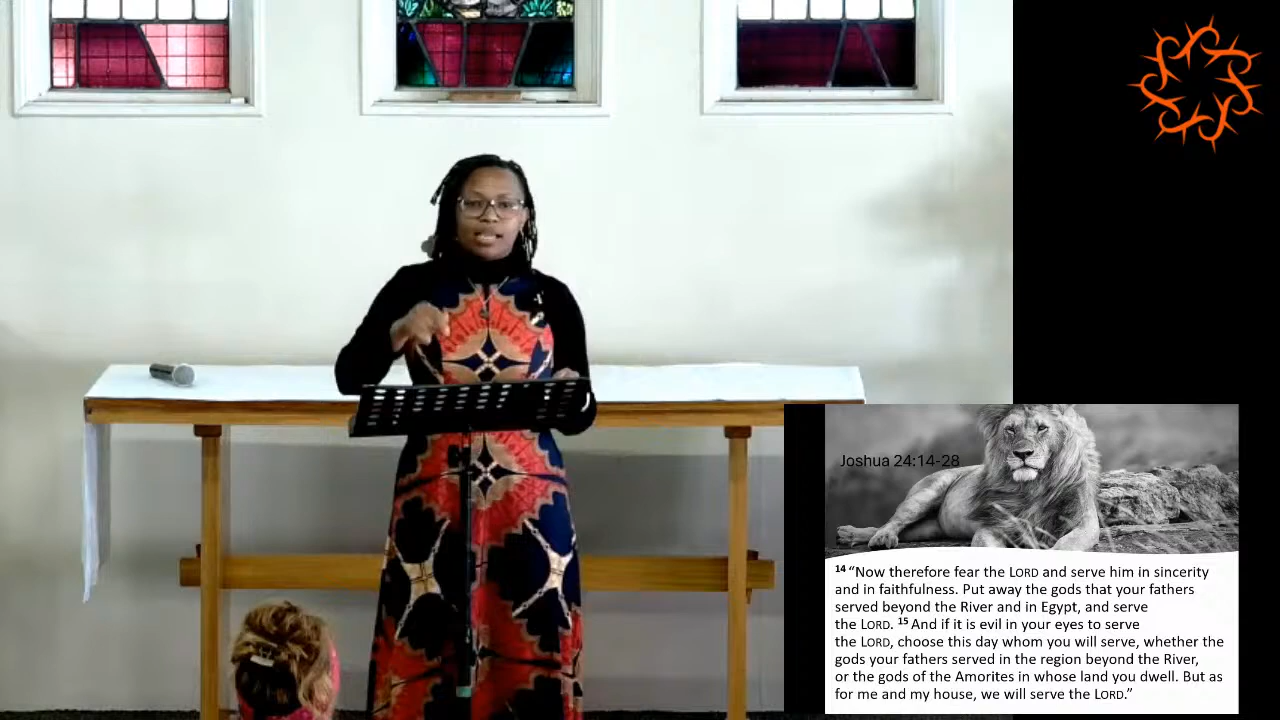 Joshua 24:14-28
14 “Now therefore fear the LORD and serve him in sincerity
and in faithfulness. Put away the gods that your fathers
served beyond the River and in Egypt, and serve
the LORD. 15 And if it is evil in your eyes to serve
the LORD, choose this day whom you will serve, whether the
gods your fathers served in the region beyond the River,
or the gods of the Amorites in whose land you dwell. But as
for me and my house, we will serve the LORD.”